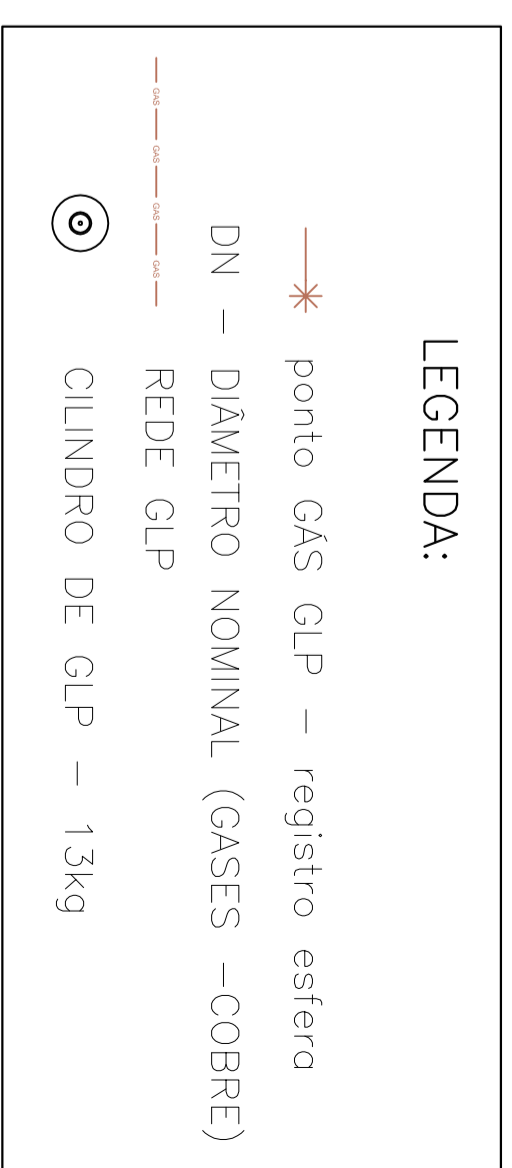 LEGENDA:
ponto GÁS GLP - registro esfera
DN - DIÂMETRO NOMINAL (GASES -COBRE)
GAS GAS GAS GAS REDE GLP
CILINDRO DE GLP - 13kg